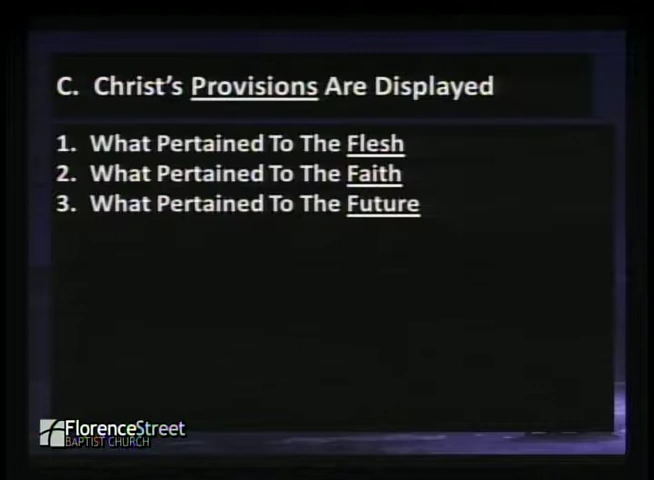 C. Christ's Provisions Are Displayed
1. What Pertained To The Flesh
2. What Pertained To The Faith
3. What Pertained To The Future
FlorenceStreet
BAPTIST CHURCH